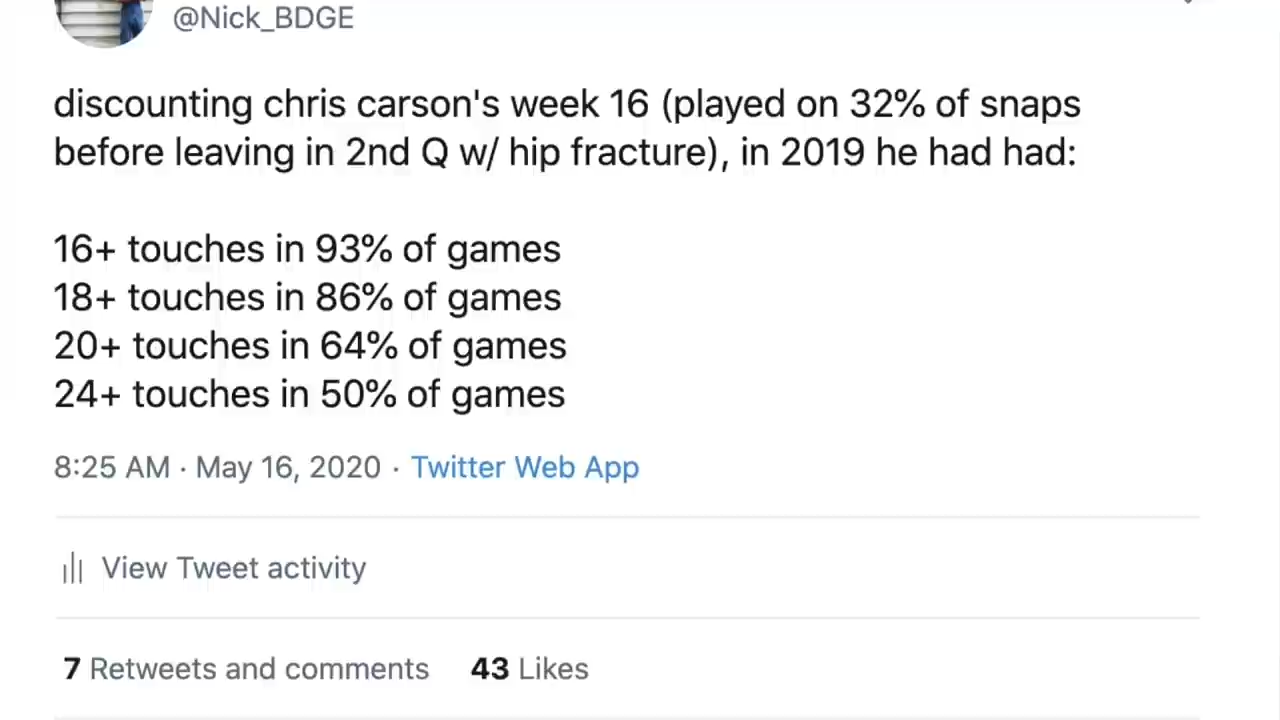 @Nick_BDGE
discounting chris carson's week 16 (played on 32% of snaps
before leaving in 2nd Q w/ hip fracture), in 2019 he had had:
16+ touches in 93% of games
18+ touches in 86% of games
20+ touches in 64% of games
24+ touches in 50% of games
8:25 AM · May 16, 2020 · Twitter Web App
View Tweet activity
7 Retweets and comments 43 Likes